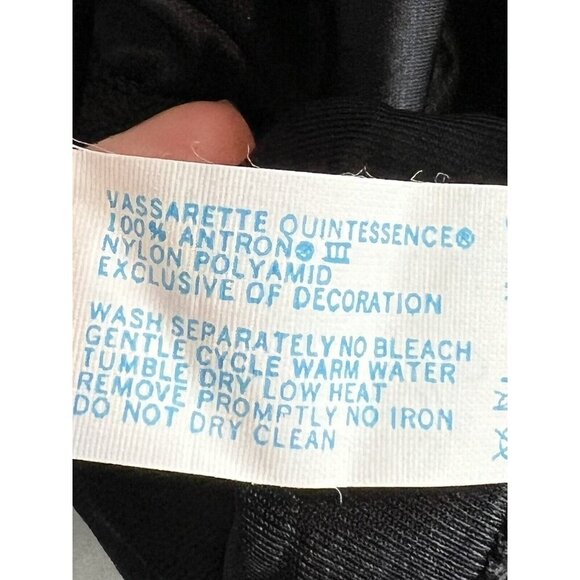 VASSARETTE QUINTESSENCE®
100% ANTRON® III
NYLON POLYAMID
EXCLUSIVE OF DECORATION
WASH SEPARATELY NO BLEACH
GENTLE CYCLE WARM WATER
TUMBLE DRY LOW HEAT
REMOVE PROMPTLY NO IRON
DO NOT DRY CLEAN